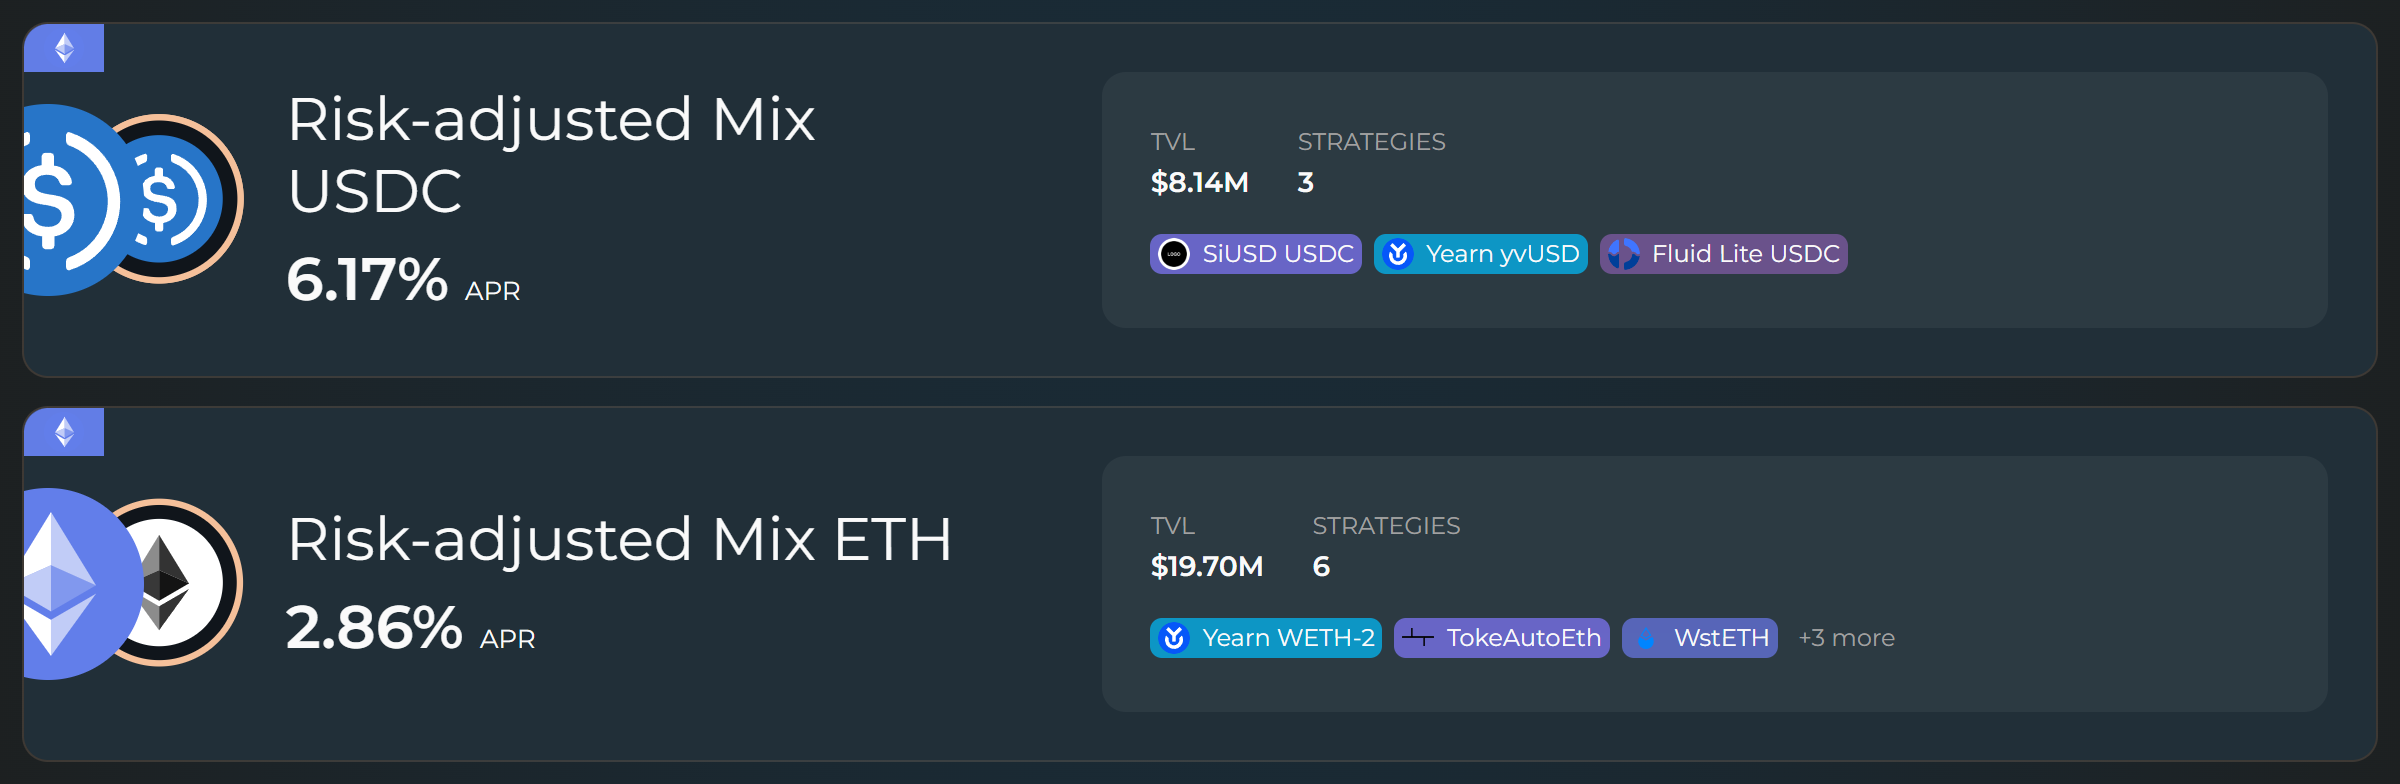 Risk-adjusted Mix
USDC
6.17% APR
TVL STRATEGIES
$8.14M 3
SiUSD USDC Yearn yvUSD Fluid Lite USDC
Risk-adjusted Mix ETH
2.86% APR
TVL STRATEGIES
$19.70M 6
Yearn WETH-2 TokeAutoEth WstETH +3 more